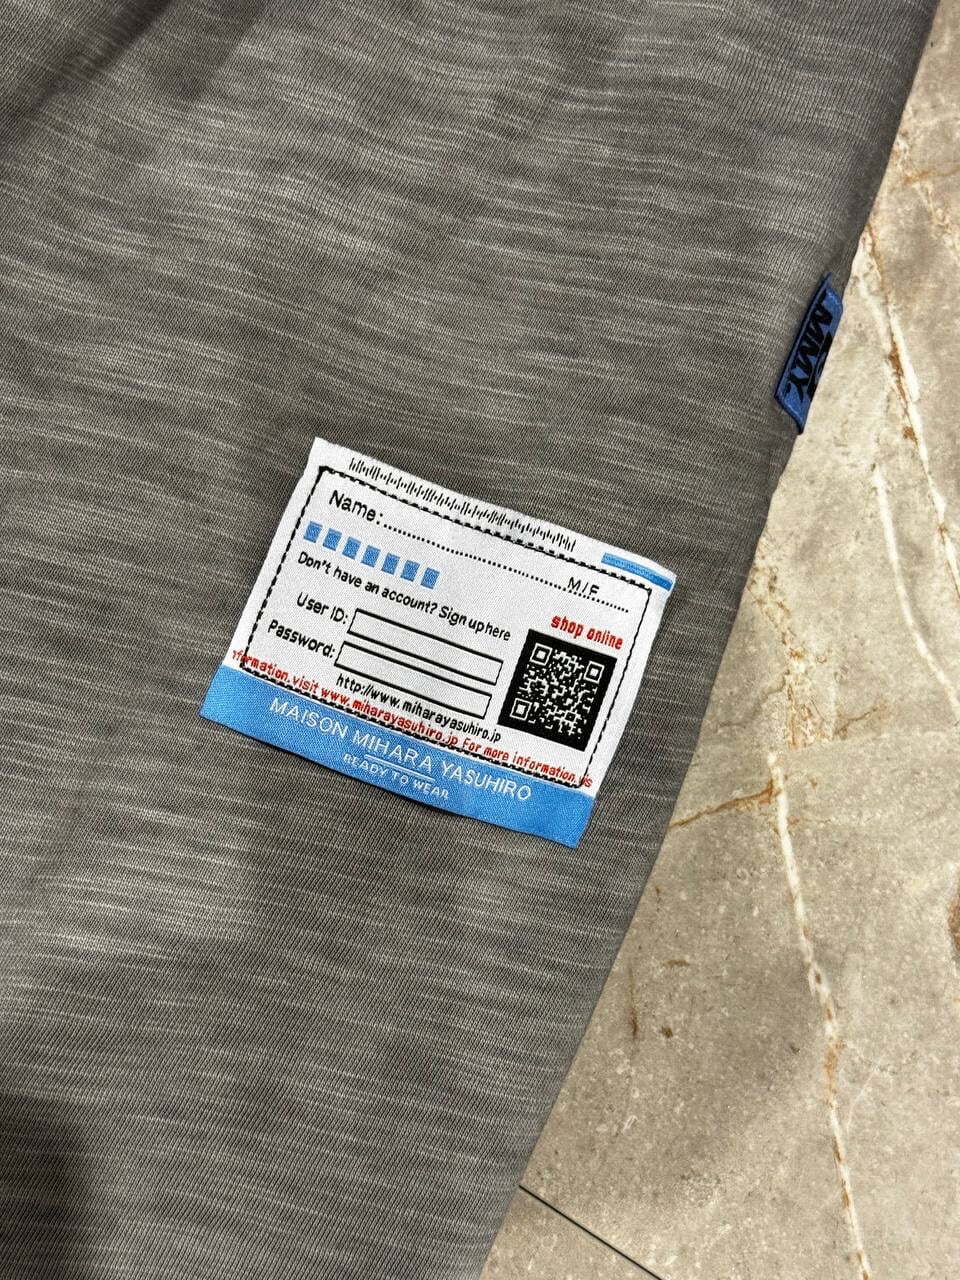 MMY.
Name:
M/F
Don't have an account? Sign up here
shop online
User ID:
Password:
http://www.miharayasuhiro.jp
formation, visit www.miharayasuhiro.jp For more information, vis
MAISON MIHARA YASUHIRO
READY TO WEAR